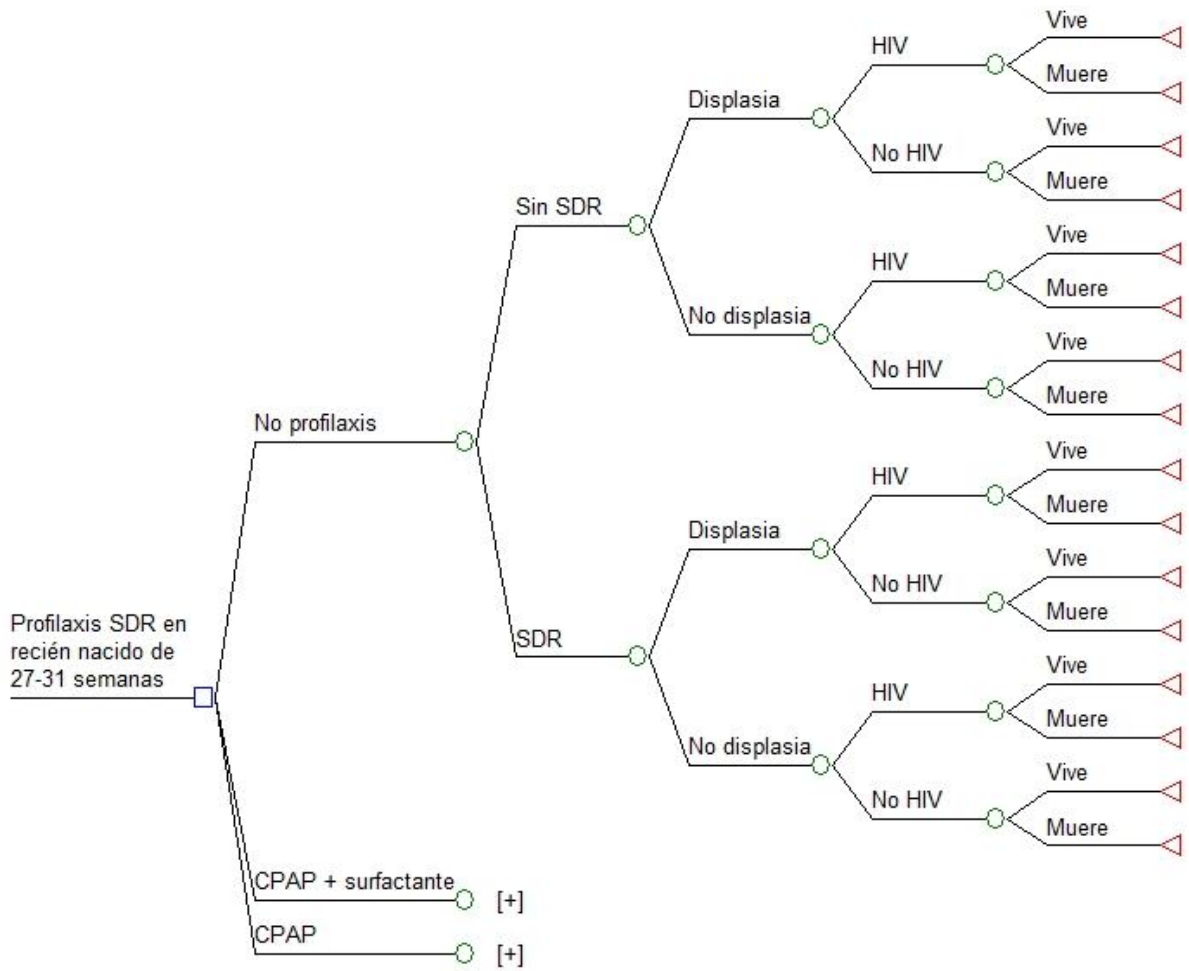 Vive
HIV
Muere
Displasia
Vive
No HIV
Muere
Sin SDR
Vive
HIV
Muere
No displasia
Vive
No HIV
Muere
No profilaxis
Vive
HIV
Muere
Displasia
Vive
No HIV
Muere
Profilaxis SDR en
recién nacido de
27-31 semanas
SDR
Vive
HIV
Muere
No displasia
Vive
No HIV
Muere
CPAP + surfactante [+]
CPAP [+]